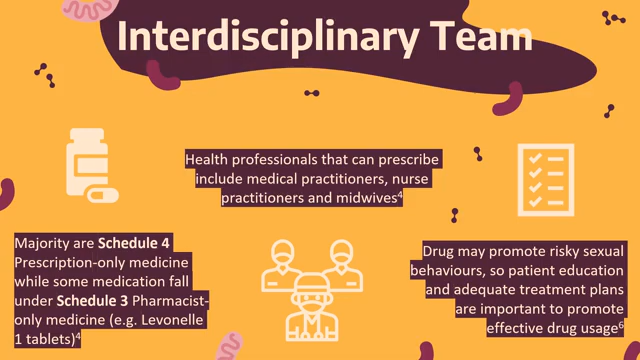 Interdisciplinary Team
Health professionals that can prescribe
include medical practitioners, nurse
practitioners and midwives⁴
Majority are Schedule 4
Prescription-only medicine
while some medication fall
under Schedule 3 Pharmacist-
only medicine (e.g. Levonelle
1 tablets)⁴
Drug may promote risky sexual
behaviours, so patient education
and adequate treatment plans
are important to promote
effective drug usage⁶